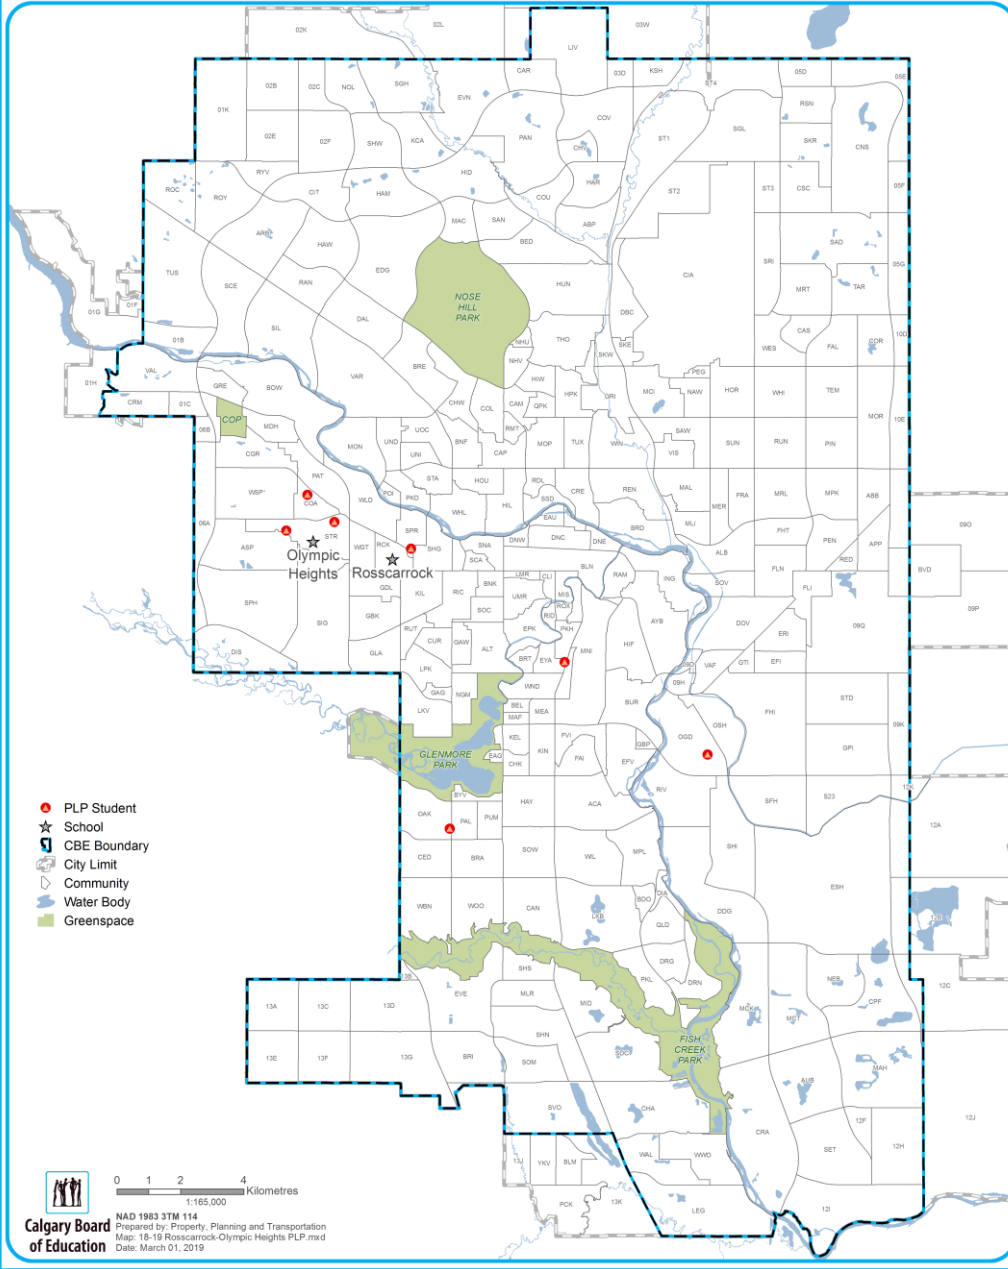 02K
02L
03W
LIV
CAR
03D
KSH
ST4
05D
05E
02B
02C
NOL
SGH
EVN
01K
COV
RSN
02E
02F
SHW
KCA
PAN
CHV
ST1
SGL
SKR
CNS
ROC
ROY
RYV
CIT
HAM
HID
COU
HAR
ST2
ST3
CSC
05F
MAC
SAN
BED
ABP
ARB
HAW
SAD
TUS
SCE
RAN
EDG
NOSE
HILL
PARK
HUN
CIA
SRI
MRT
TAR
05G
01G
01F
SIL
DAL
DBC
01B
NHU
THO
SKE
SKW
CAS
WES
FAL
COR
10D
VAL
VAR
BRE
NHV
HIW
PEG
01H
GRE
BOW
CHW
COL
CAM
QPK
HPK
GRI
MCI
NAW
HOR
WHI
TEM
CRM
01C
COP
06B
MDH
UOC
RMT
SAW
MOR
10E
MON
UND
UNI
BNF
CAP
MOP
TUX
WIN
VIS
SUN
RUN
PIN
CGR
PAT
STA
HOU
RDL
WSP
COA
WLD
POI
PKD
HIL
SSD
CRE
REN
MAL
FRA
MRL
MPK
ABB
MER
06A
STR
SPR
WHL
EAU
BRD
MLI
FHT
PEN
APP
09O
ASP
WGT
RCK
SHG
SNA
DNW
DNC
DNE
ALB
RED
Olympic
Heights
Rosscarrock
SCA
BLN
FLN
BVD
SPH
GDL
KIL
RIC
BNK
LMR
CLI
MIS
RAM
ING
SOV
FLI
UMR
ROX
SIG
GBK
SOC
RID
09Q
09P
RUT
CUR
GAW
ALT
EPK
PKH
HIF
AYB
DOV
ERI
DIS
GLA
LPK
BRT
EYA
MNI
09D
VAF
GTI
EFI
GAG
NGM
WND
09H
LKV
BEL
MAF
MEA
BUR
STD
OSH
FHI
09K
GLENMORE
PARK
KEL
EAG
CHK
KIN
FVI
FAI
GBP
EFV
OGD
GPI
BYV
RIV
12K
OAK
PAL
PUM
HAY
ACA
SFH
S23
12A
CED
BRA
SOW
WIL
MPL
SHI
SH
WBN
WOO
CAN
LKB
BDO
DIA
QLD
DDG
ESH
12B
13B
EVE
SHS
MLR
PKL
DRG
DRN
NEB
CPF
12C
13A
13C
13D
MID
MCK
MCT
SHN
SDC
FISH
CREEK
PARK
13E
13F
13G
BRI
SOM
MAH
AUB
SVO
CHA
CRA
12F
12H
12J
SET
13J
YKV
BLM
WAL
WWD
PCK
13K
LEG
12I
PLP Student
School
CBE Boundary
City Limit
Community
Water Body
Greenspace
0 1 2 4
Kilometres
1:165,000
Calgary Board
of Education
NAD 1983 3TM 114
Prepared by: Property, Planning and Transportation
Map: 18-19 Rosscarrock-Olympic Heights PLP.mxd
Date: March 01, 2019